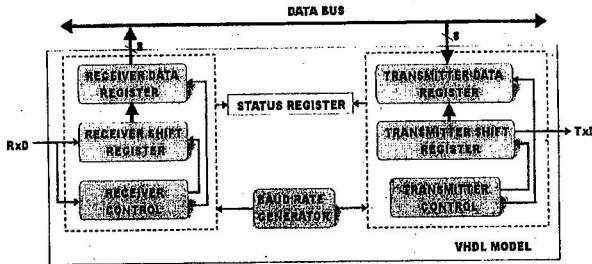 DATA BUS
8
8
RECEIVER DATA
REGISTER
TRANSMITTER DATA
REGISTER
STATUS REGISTER
RxD
RECEIVER SHIFT
REGISTER
TRANSMITTER SHIFT
REGISTER
TxD
RECEIVER
CONTROL
BAUD RATE
GENERATOR
TRANSMITTER
CONTROL
VHDL MODEL